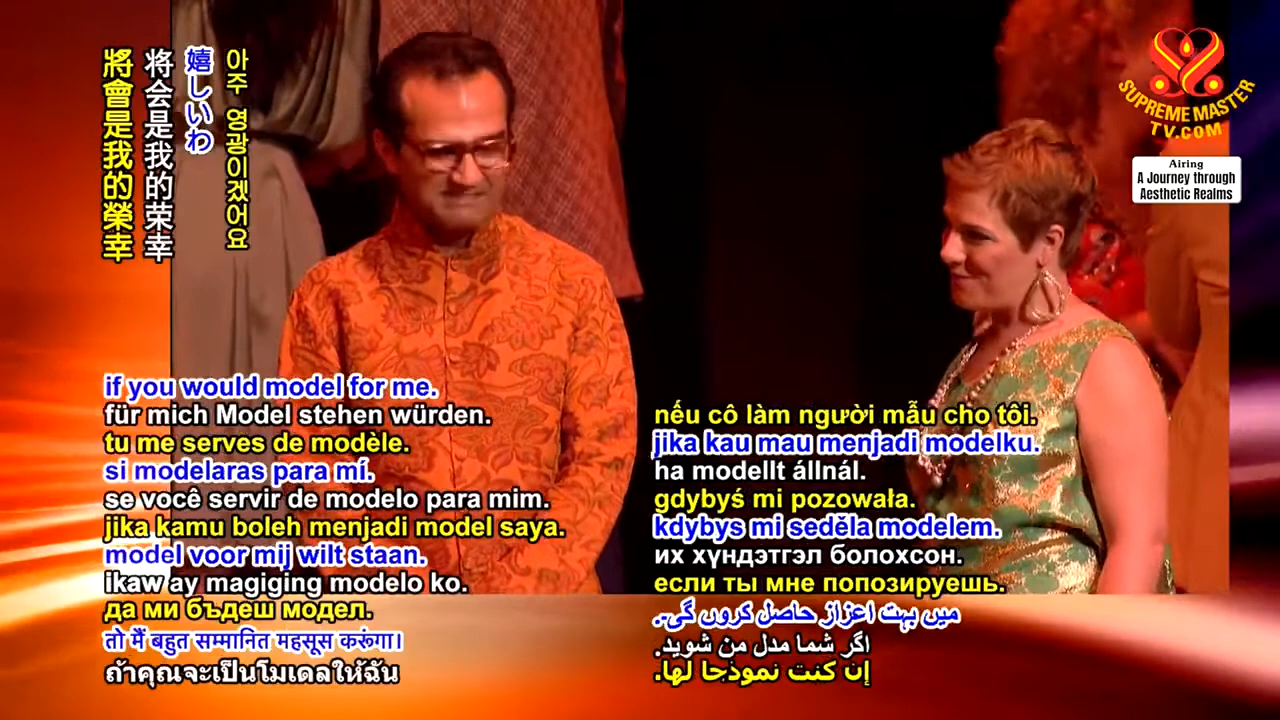 將會是我的榮幸
将会是我的荣幸
嬉しいわ
아주 영광이겠어요
SUPREME MASTER
TV.COM
Airing
A Journey through
Aesthetic Realms
if you would model for me.
für mich Model stehen würden.
tu me serves de modèle.
si modelaras para mí.
se você servir de modelo para mim.
jika kamu boleh menjadi model saya.
model voor mij wilt staan.
ikaw ay magiging modelo ko.
да ми бъдеш модел.
तो मैं बहुत सम्मानित महसूस करूंगा।
ถ้าคุณจะเป็นโมเดลให้ฉัน
nếu cô làm người mẫu cho tôi.
jika kau mau menjadi modelku.
ha modellt állnál.
gdybyś mi pozowała.
kdybys mi seděla modelem.
их хүндэтгэл болохсон.
если ты мне попозируешь.
میں بہت اعزاز حاصل کروں گی۔.
اگر شما مدل من شوید.
إن كنت نموذجا لها.